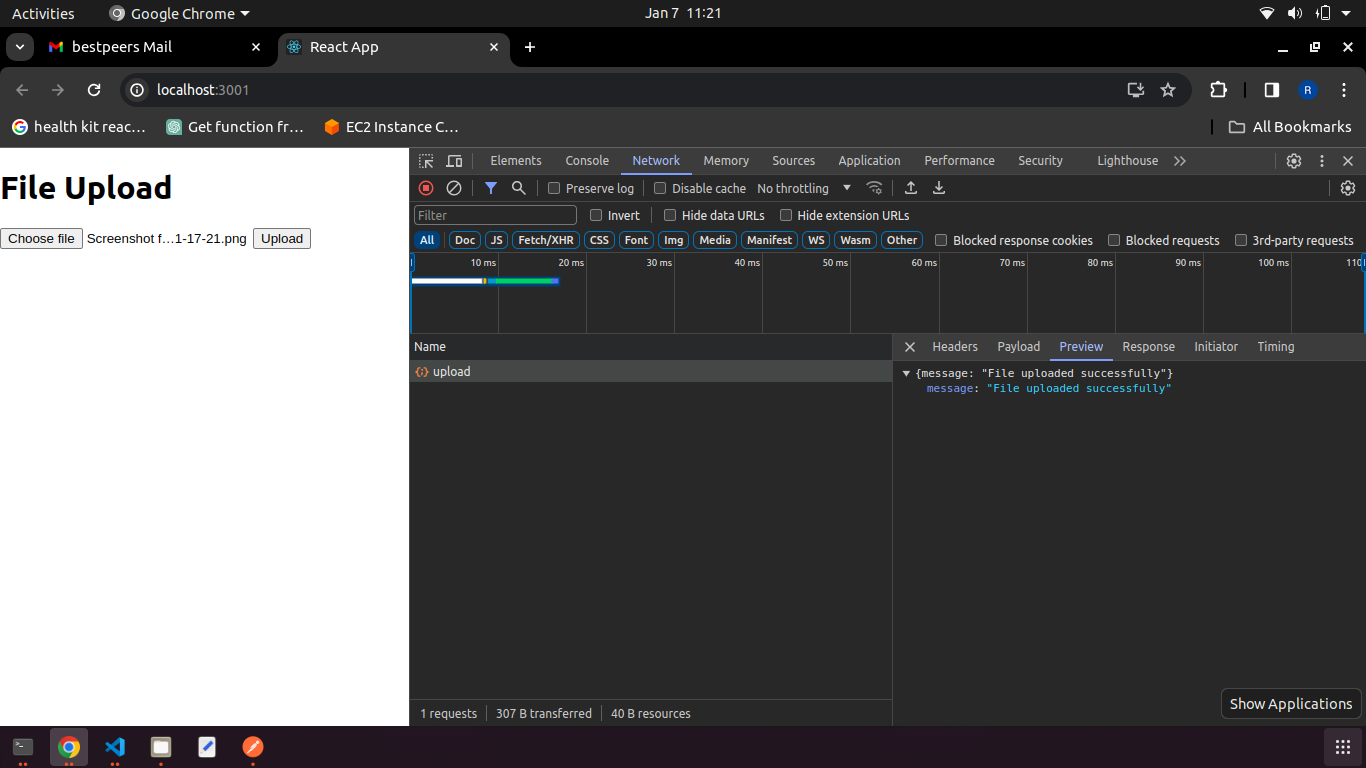 Activities Google Chrome Jan 7 11:21
bestpeers Mail React App
localhost:3001 R
health kit reac... Get function fr... EC2 Instance C... All Bookmarks
File Upload
Choose file Screenshot f...1-17-21.png Upload
Elements Console Network Memory Sources Application Performance Security Lighthouse
Preserve log Disable cache No throttling
Filter Invert Hide data URLs Hide extension URLs
All Doc JS Fetch/XHR CSS Font Img Media Manifest WS Wasm Other Blocked response cookies Blocked requests 3rd-party requests
10 ms 20 ms 30 ms 40 ms 50 ms 60 ms 70 ms 80 ms 90 ms 100 ms 110
Name
upload
Headers Payload Preview Response Initiator Timing
{message: "File uploaded successfully"}
message: "File uploaded successfully"
1 requests 307 B transferred 40 B resources
Show Applications